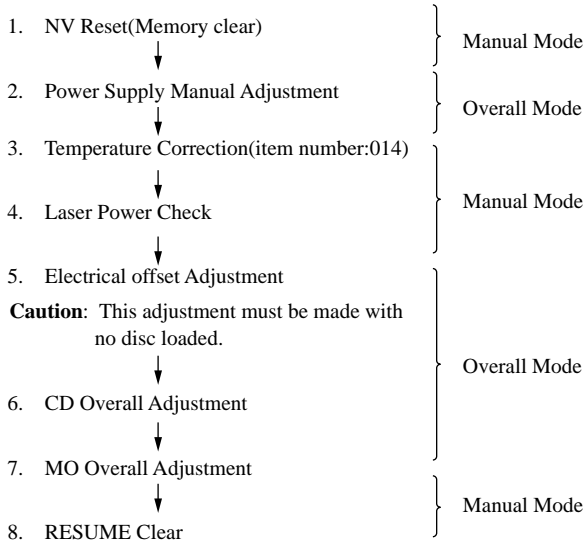 1. NV Reset(Memory clear)
Manual Mode
2. Power Supply Manual Adjustment
Overall Mode
3. Temperature Correction(item number:014)
Manual Mode
4. Laser Power Check
5. Electrical offset Adjustment
Caution: This adjustment must be made with
no disc loaded.
Overall Mode
6. CD Overall Adjustment
7. MO Overall Adjustment
Manual Mode
8. RESUME Clear